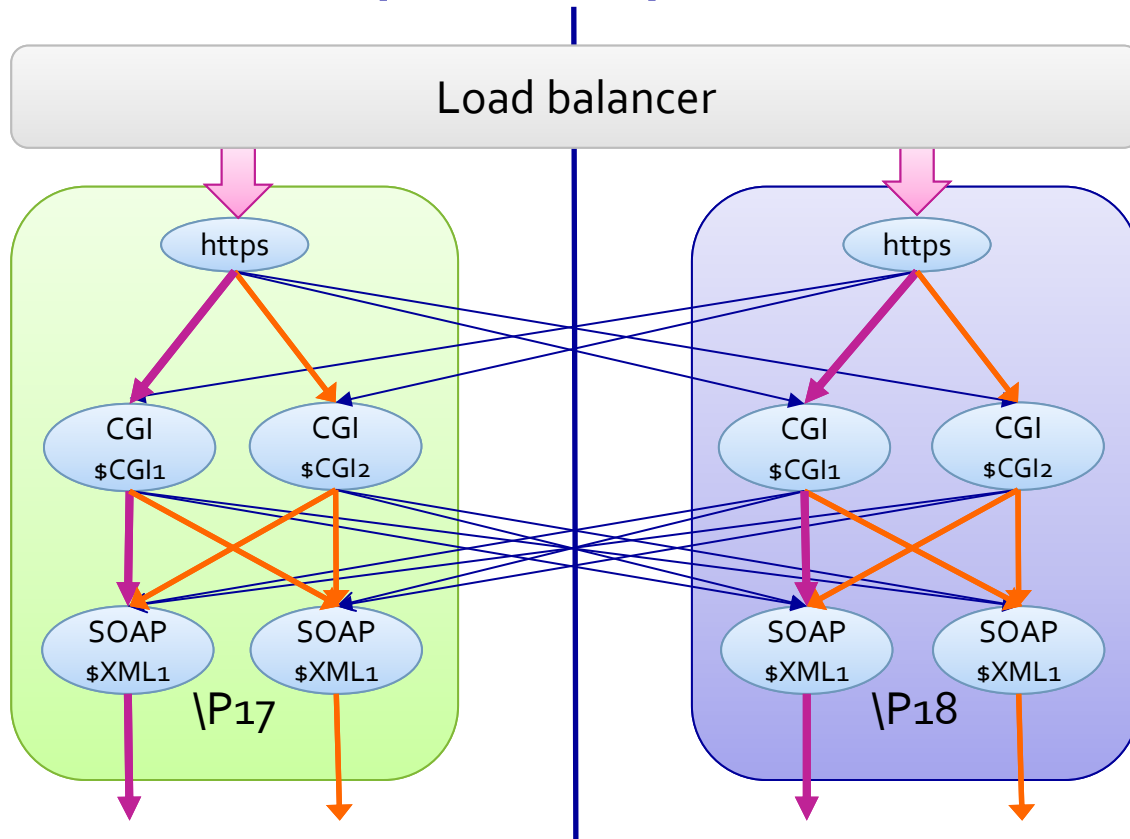 Load balancer
https
https
CGI
$CGI1
CGI
$CGI2
CGI
$CGI1
CGI
$CGI2
SOAP
$XML1
SOAP
$XML1
SOAP
$XML1
SOAP
$XML1
\P17
\P18